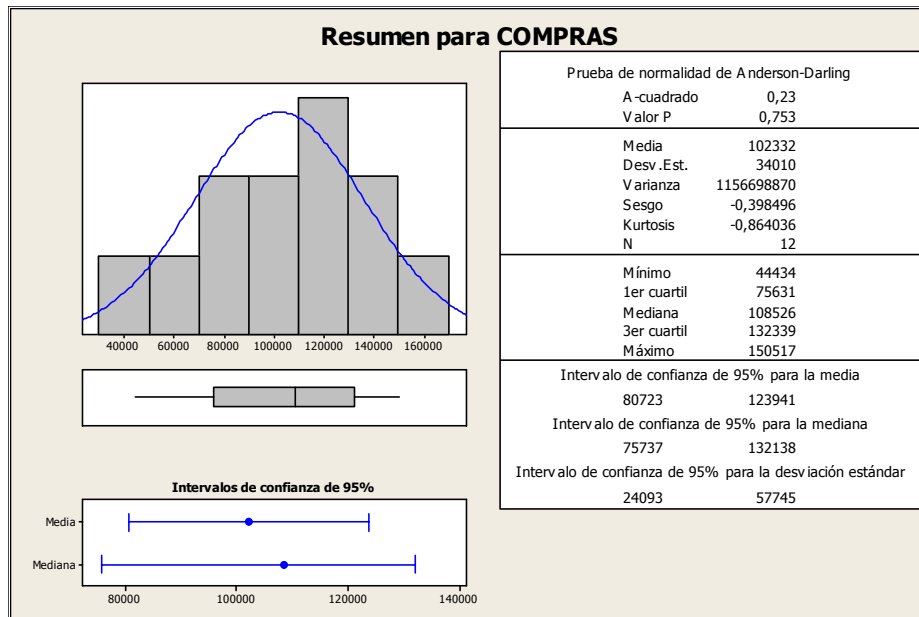 Resumen para COMPRAS
40000 60000 80000 100000 120000 140000 160000
Intervalos de confianza de 95%
Media
Mediana
80000 100000 120000 140000
Prueba de normalidad de Anderson-Darling
A-cuadrado 0,23
Valor P 0,753
Media 102332
Desv.Est. 34010
Varianza 1156698870
Sesgo -0,398496
Kurtosis -0,864036
N 12
Mínimo 44434
1er cuartil 75631
Mediana 108526
3er cuartil 132339
Máximo 150517
Intervalo de confianza de 95% para la media
80723 123941
Intervalo de confianza de 95% para la mediana
75737 132138
Intervalo de confianza de 95% para la desviación estándar
24093 57745